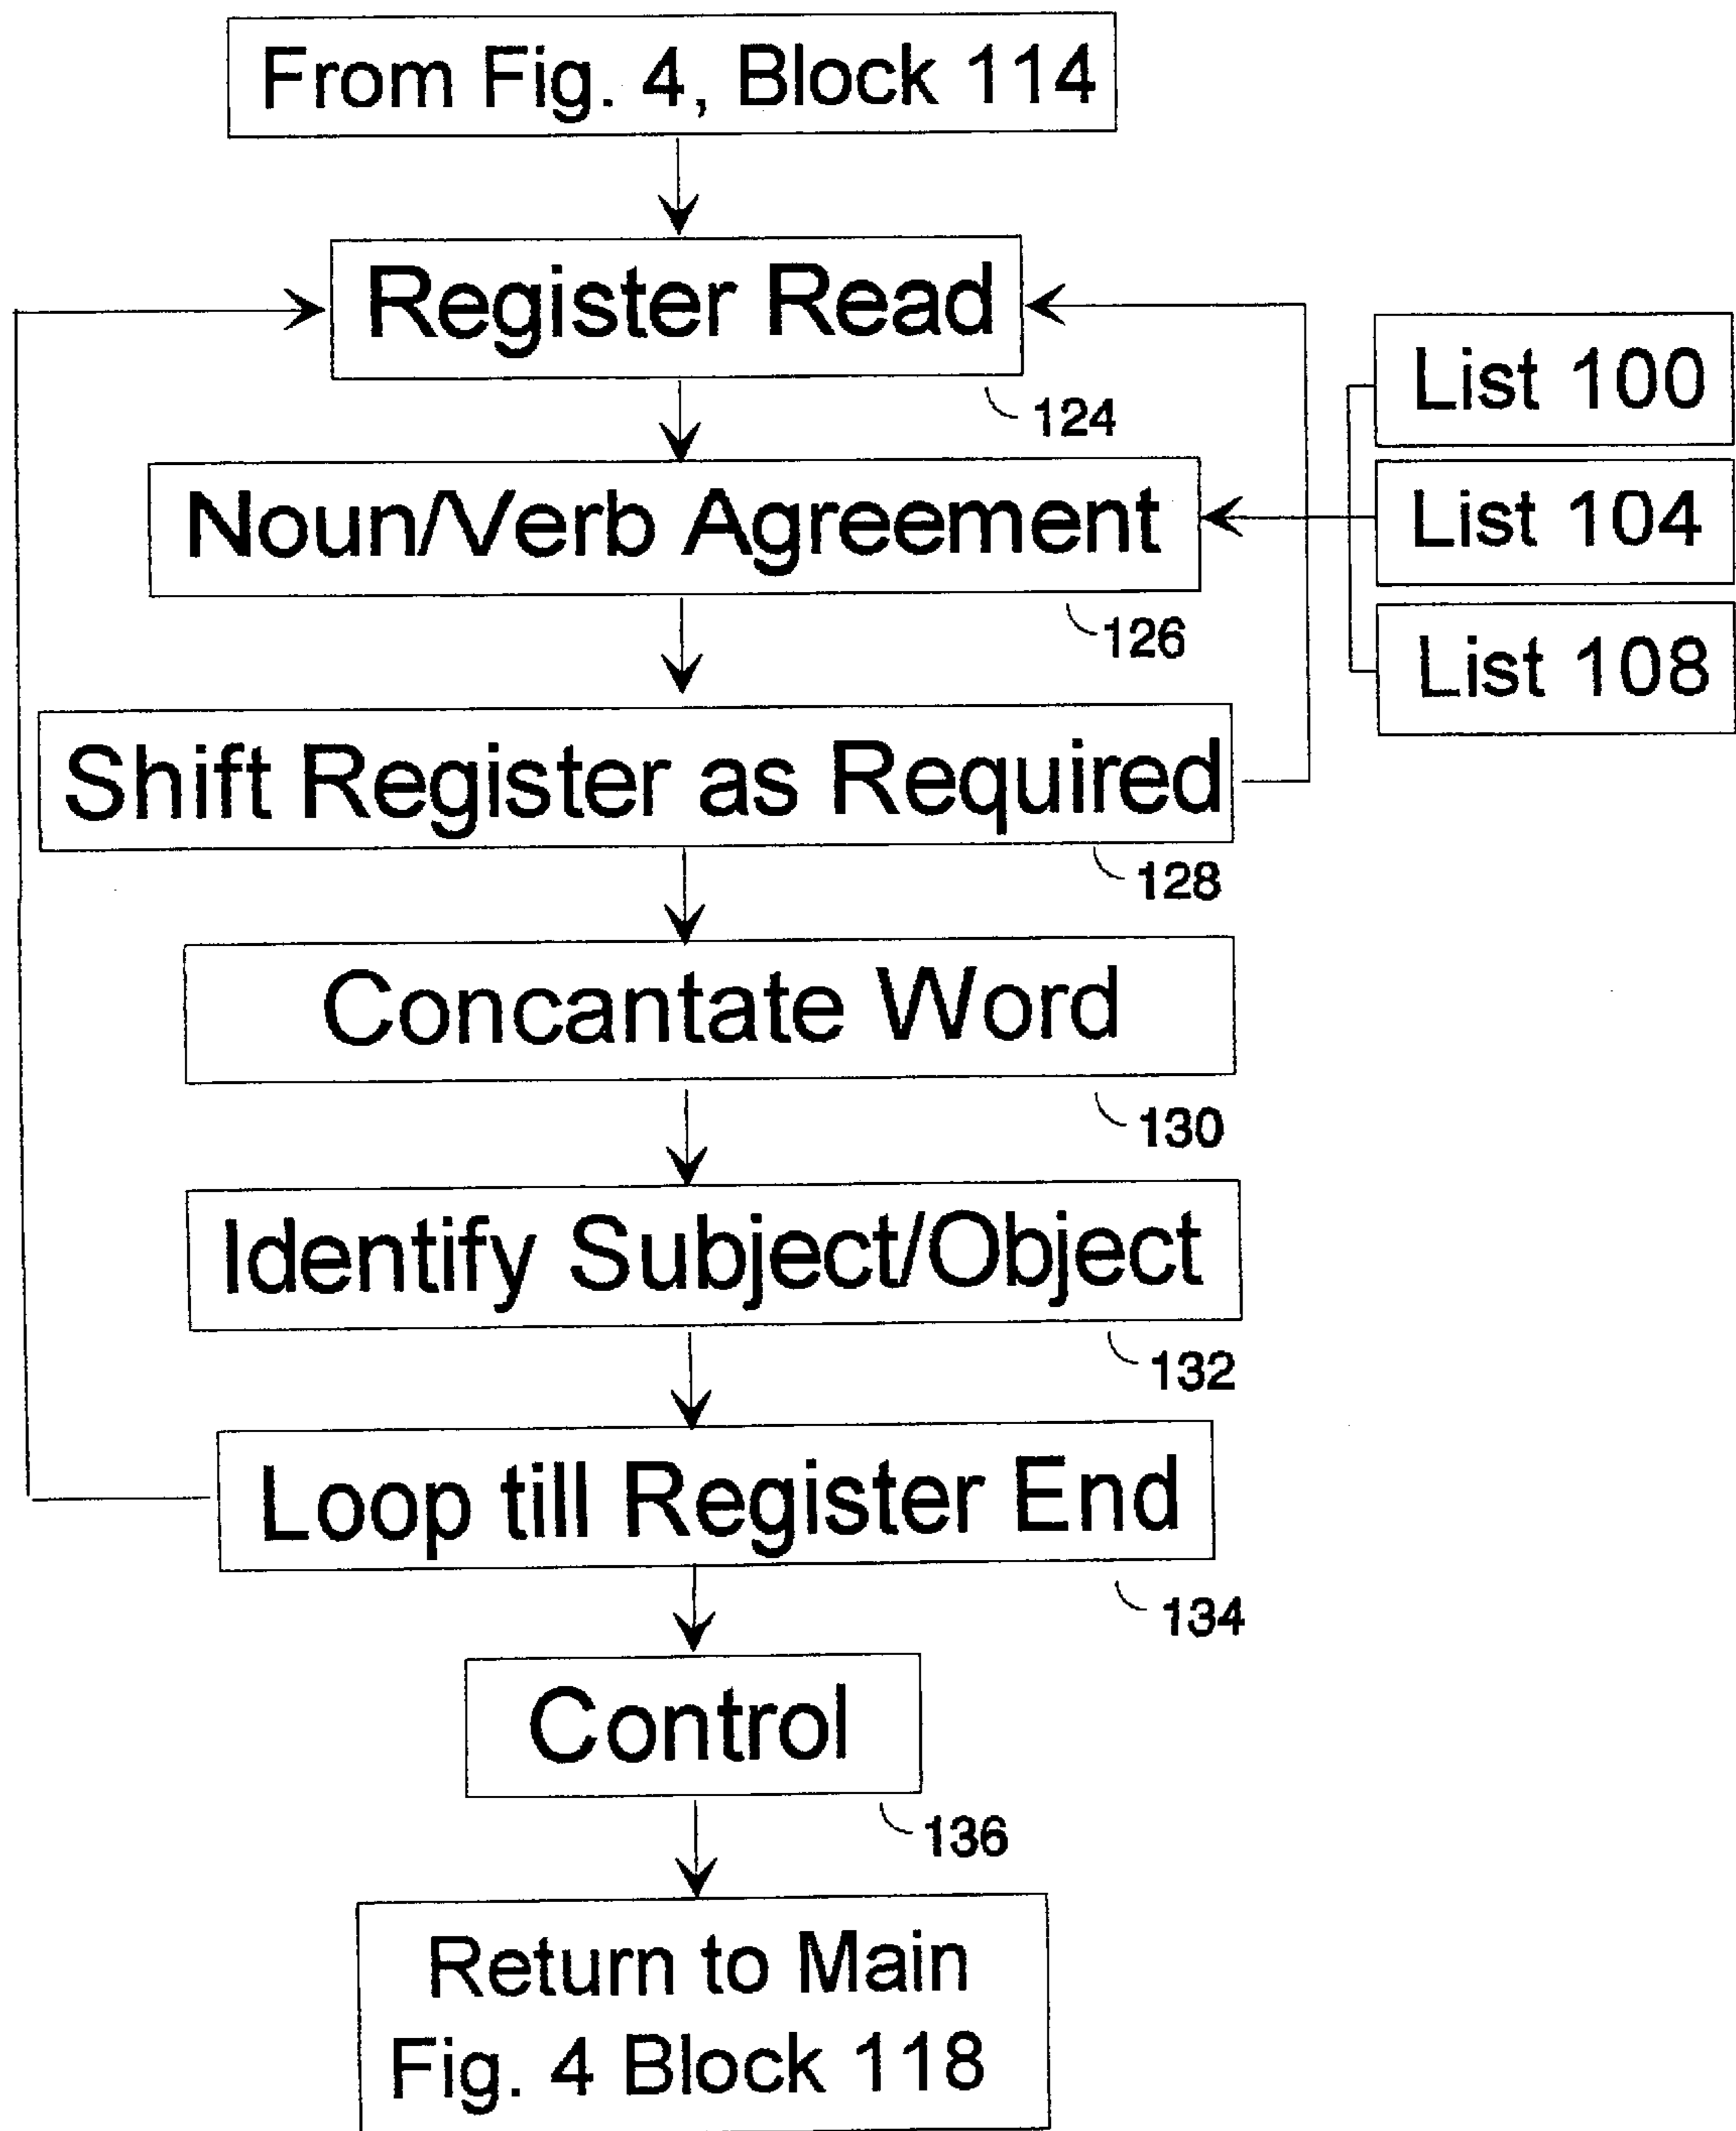 From Fig. 4, Block 114
Register Read
124
List 100
Noun/Verb Agreement
126
List 104
List 108
Shift Register as Required
128
Concantate Word
130
Identify Subject/Object
132
Loop till Register End
134
Control
136
Return to Main
Fig. 4 Block 118